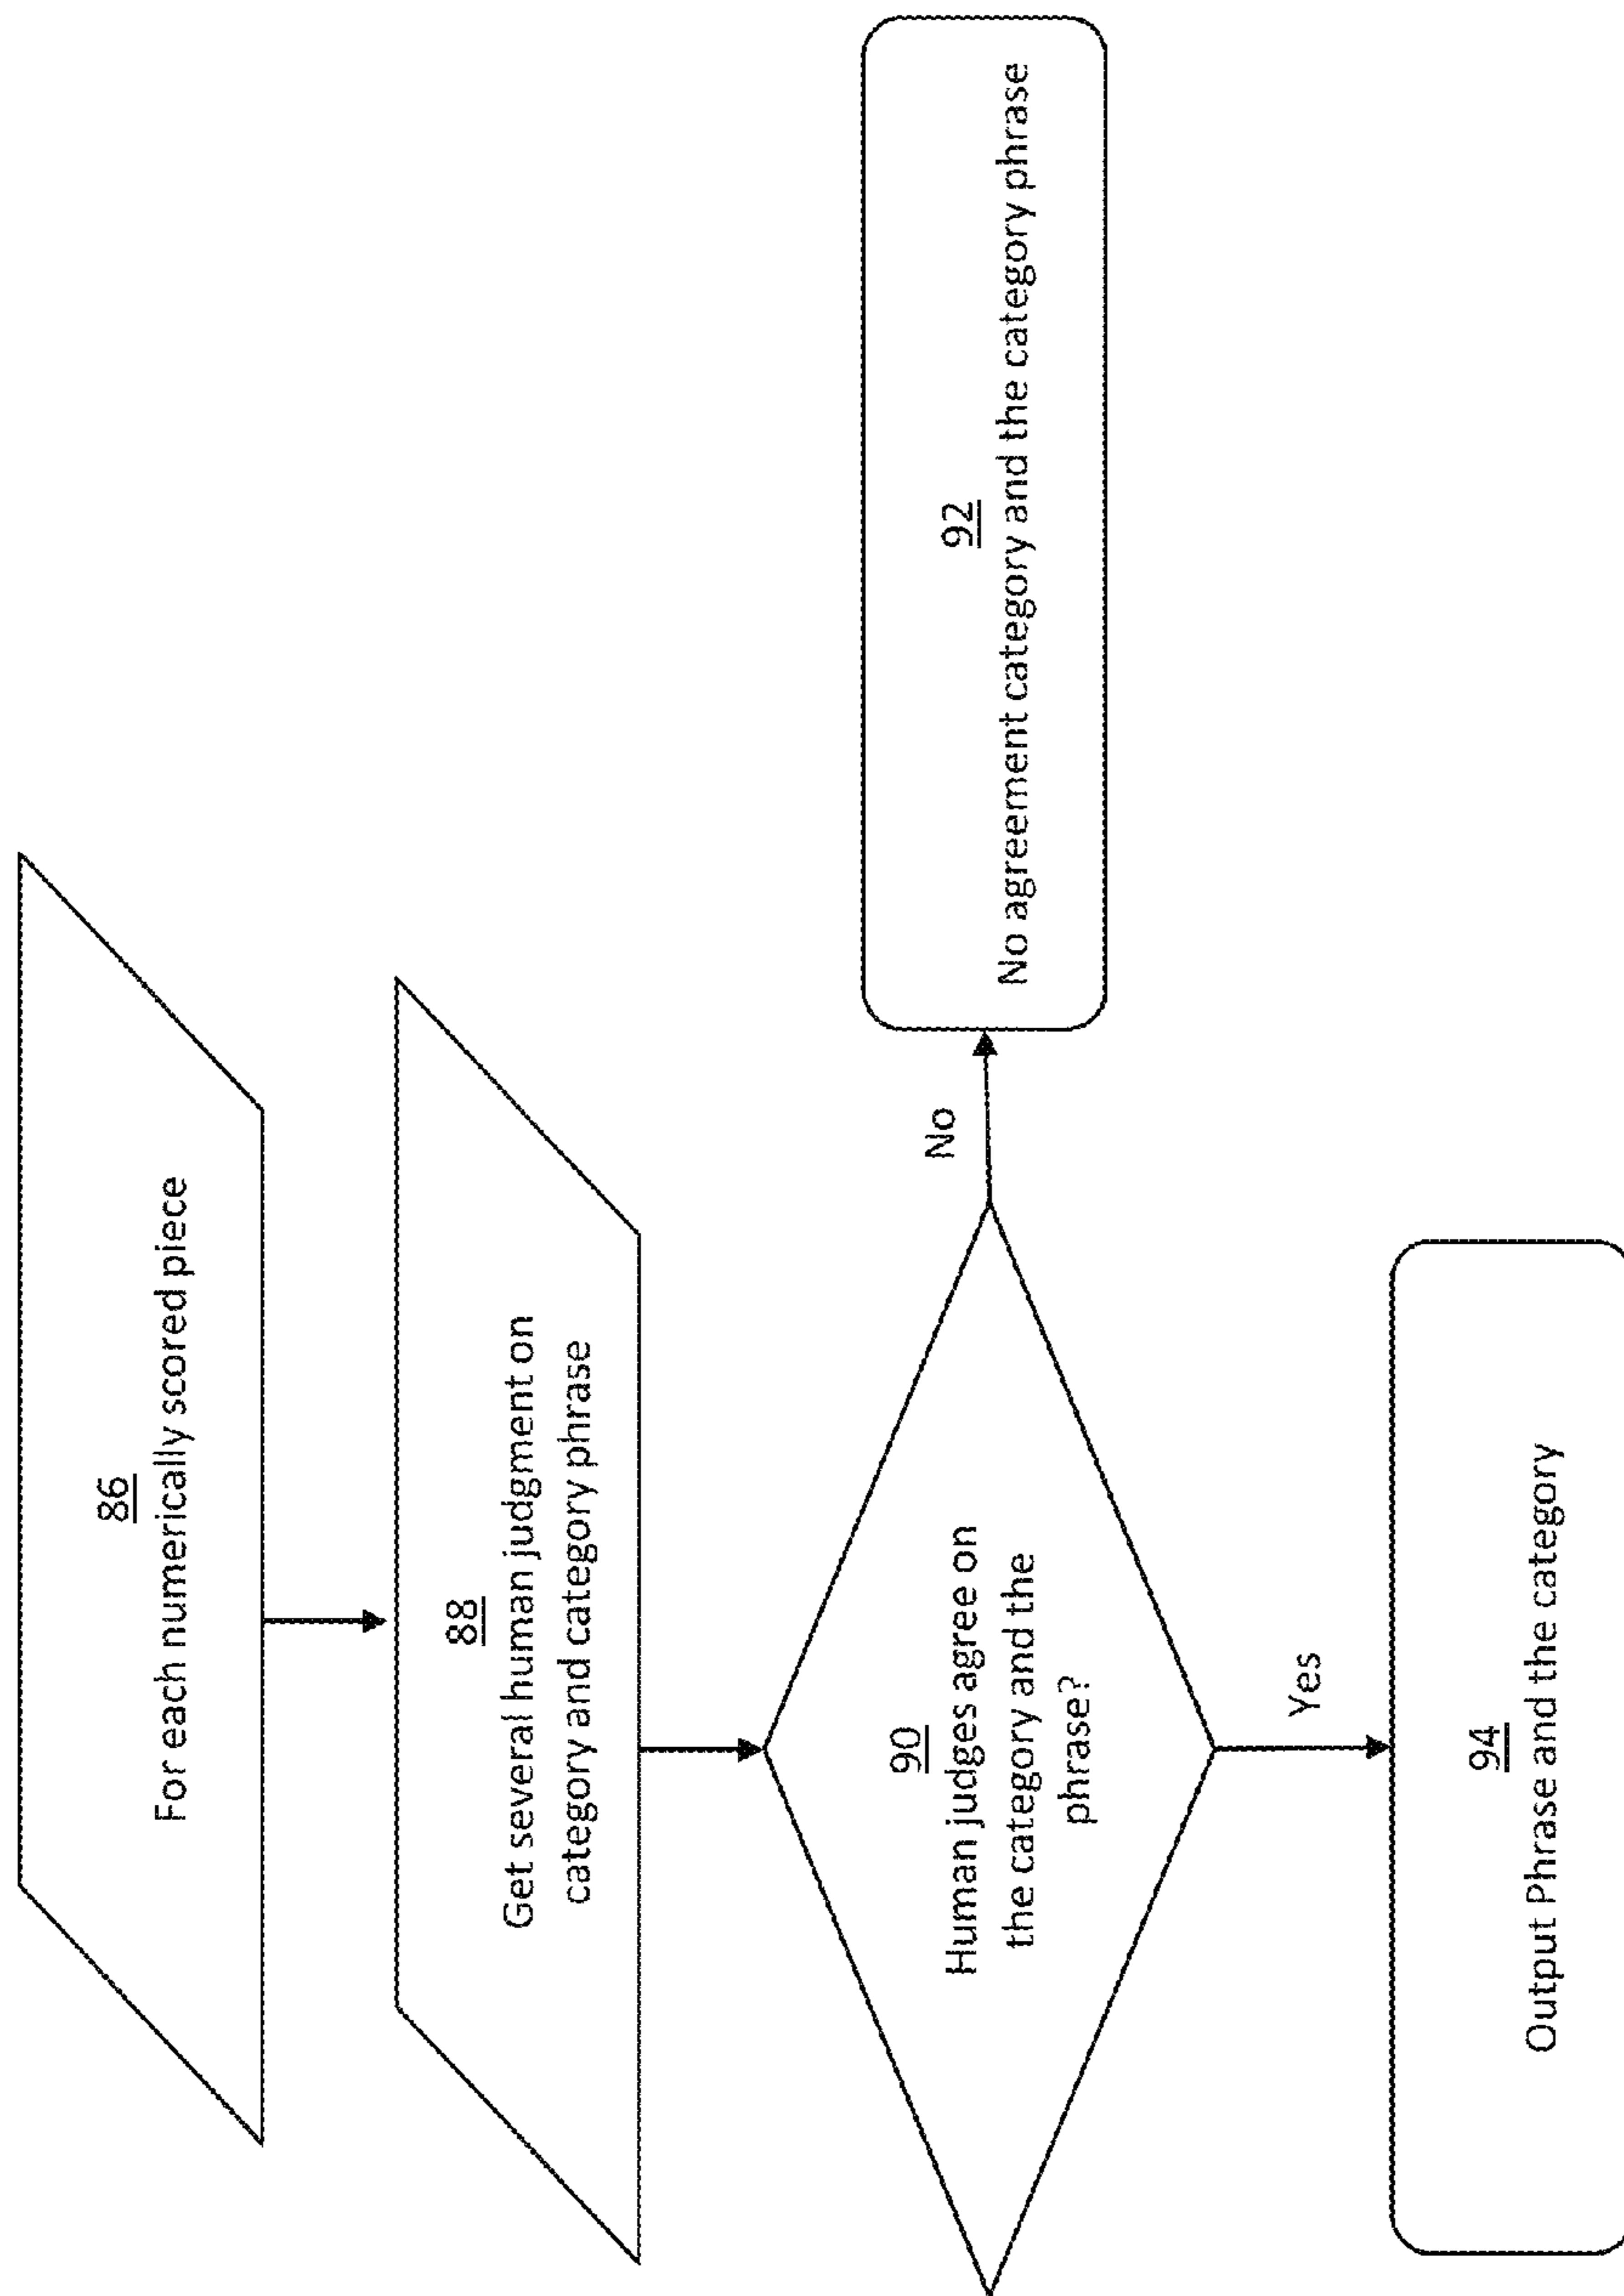 86
For each numerically scored piece
88
Get several human judgment on
category and category phrase
90
Human judges agree on
the category and the
phrase?
No
92
No agreement category and the category phrase
Yes
94
Output Phrase and the category